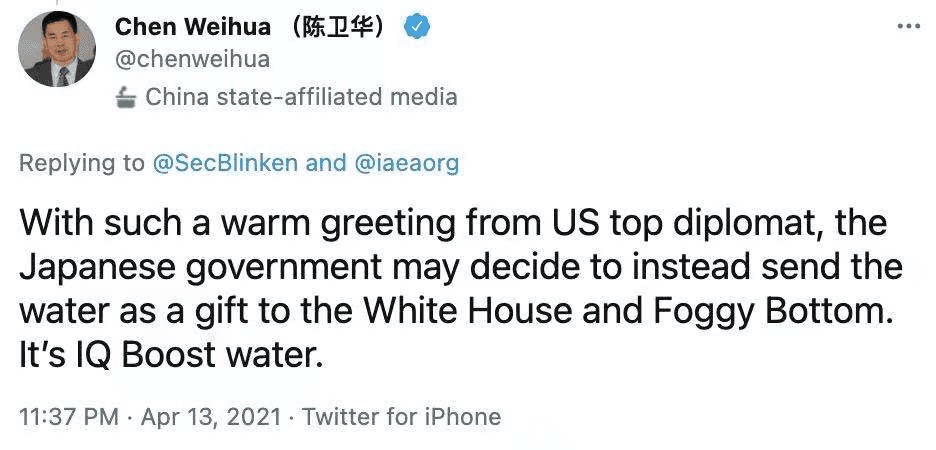 Chen Weihua （陈卫华）
@chenweihua
China state-affiliated media
Replying to @SecBlinken and @iaeaorg
With such a warm greeting from US top diplomat, the
Japanese government may decide to instead send the
water as a gift to the White House and Foggy Bottom.
It’s IQ Boost water.
11:37 PM · Apr 13, 2021 · Twitter for iPhone